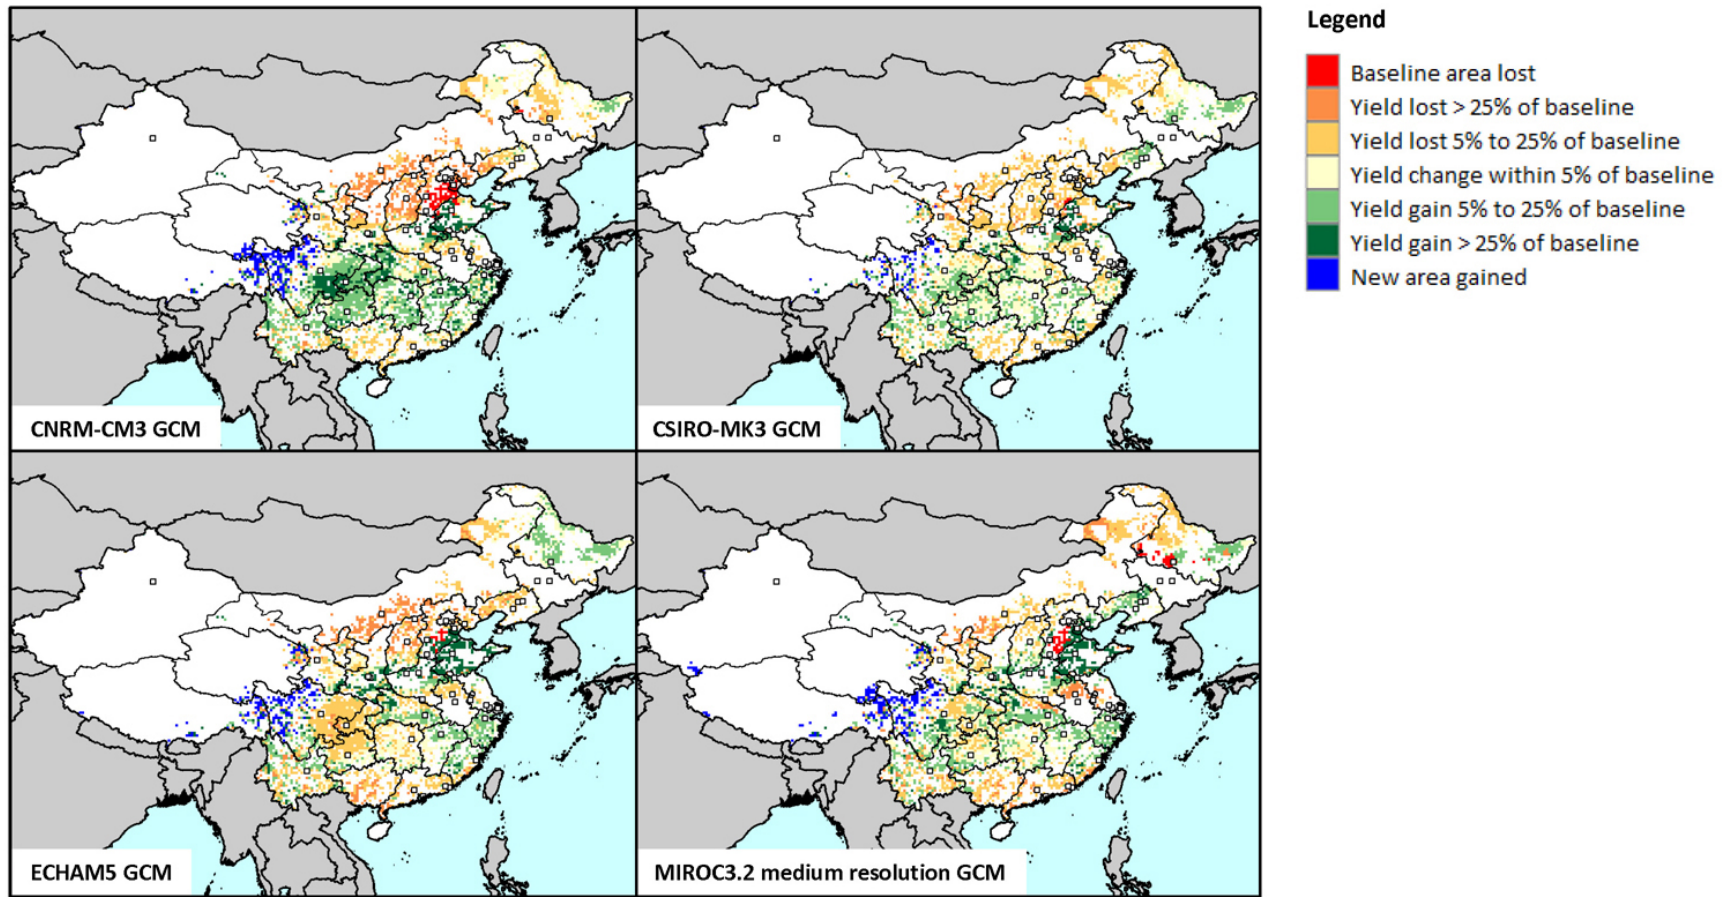 Legend
Baseline area lost
Yield lost > 25% of baseline
Yield lost 5% to 25% of baseline
Yield change within 5% of baseline
Yield gain 5% to 25% of baseline
Yield gain > 25% of baseline
New area gained
CNRM-CM3 GCM
CSIRO-MK3 GCM
ECHAM5 GCM
MIROC3.2 medium resolution GCM